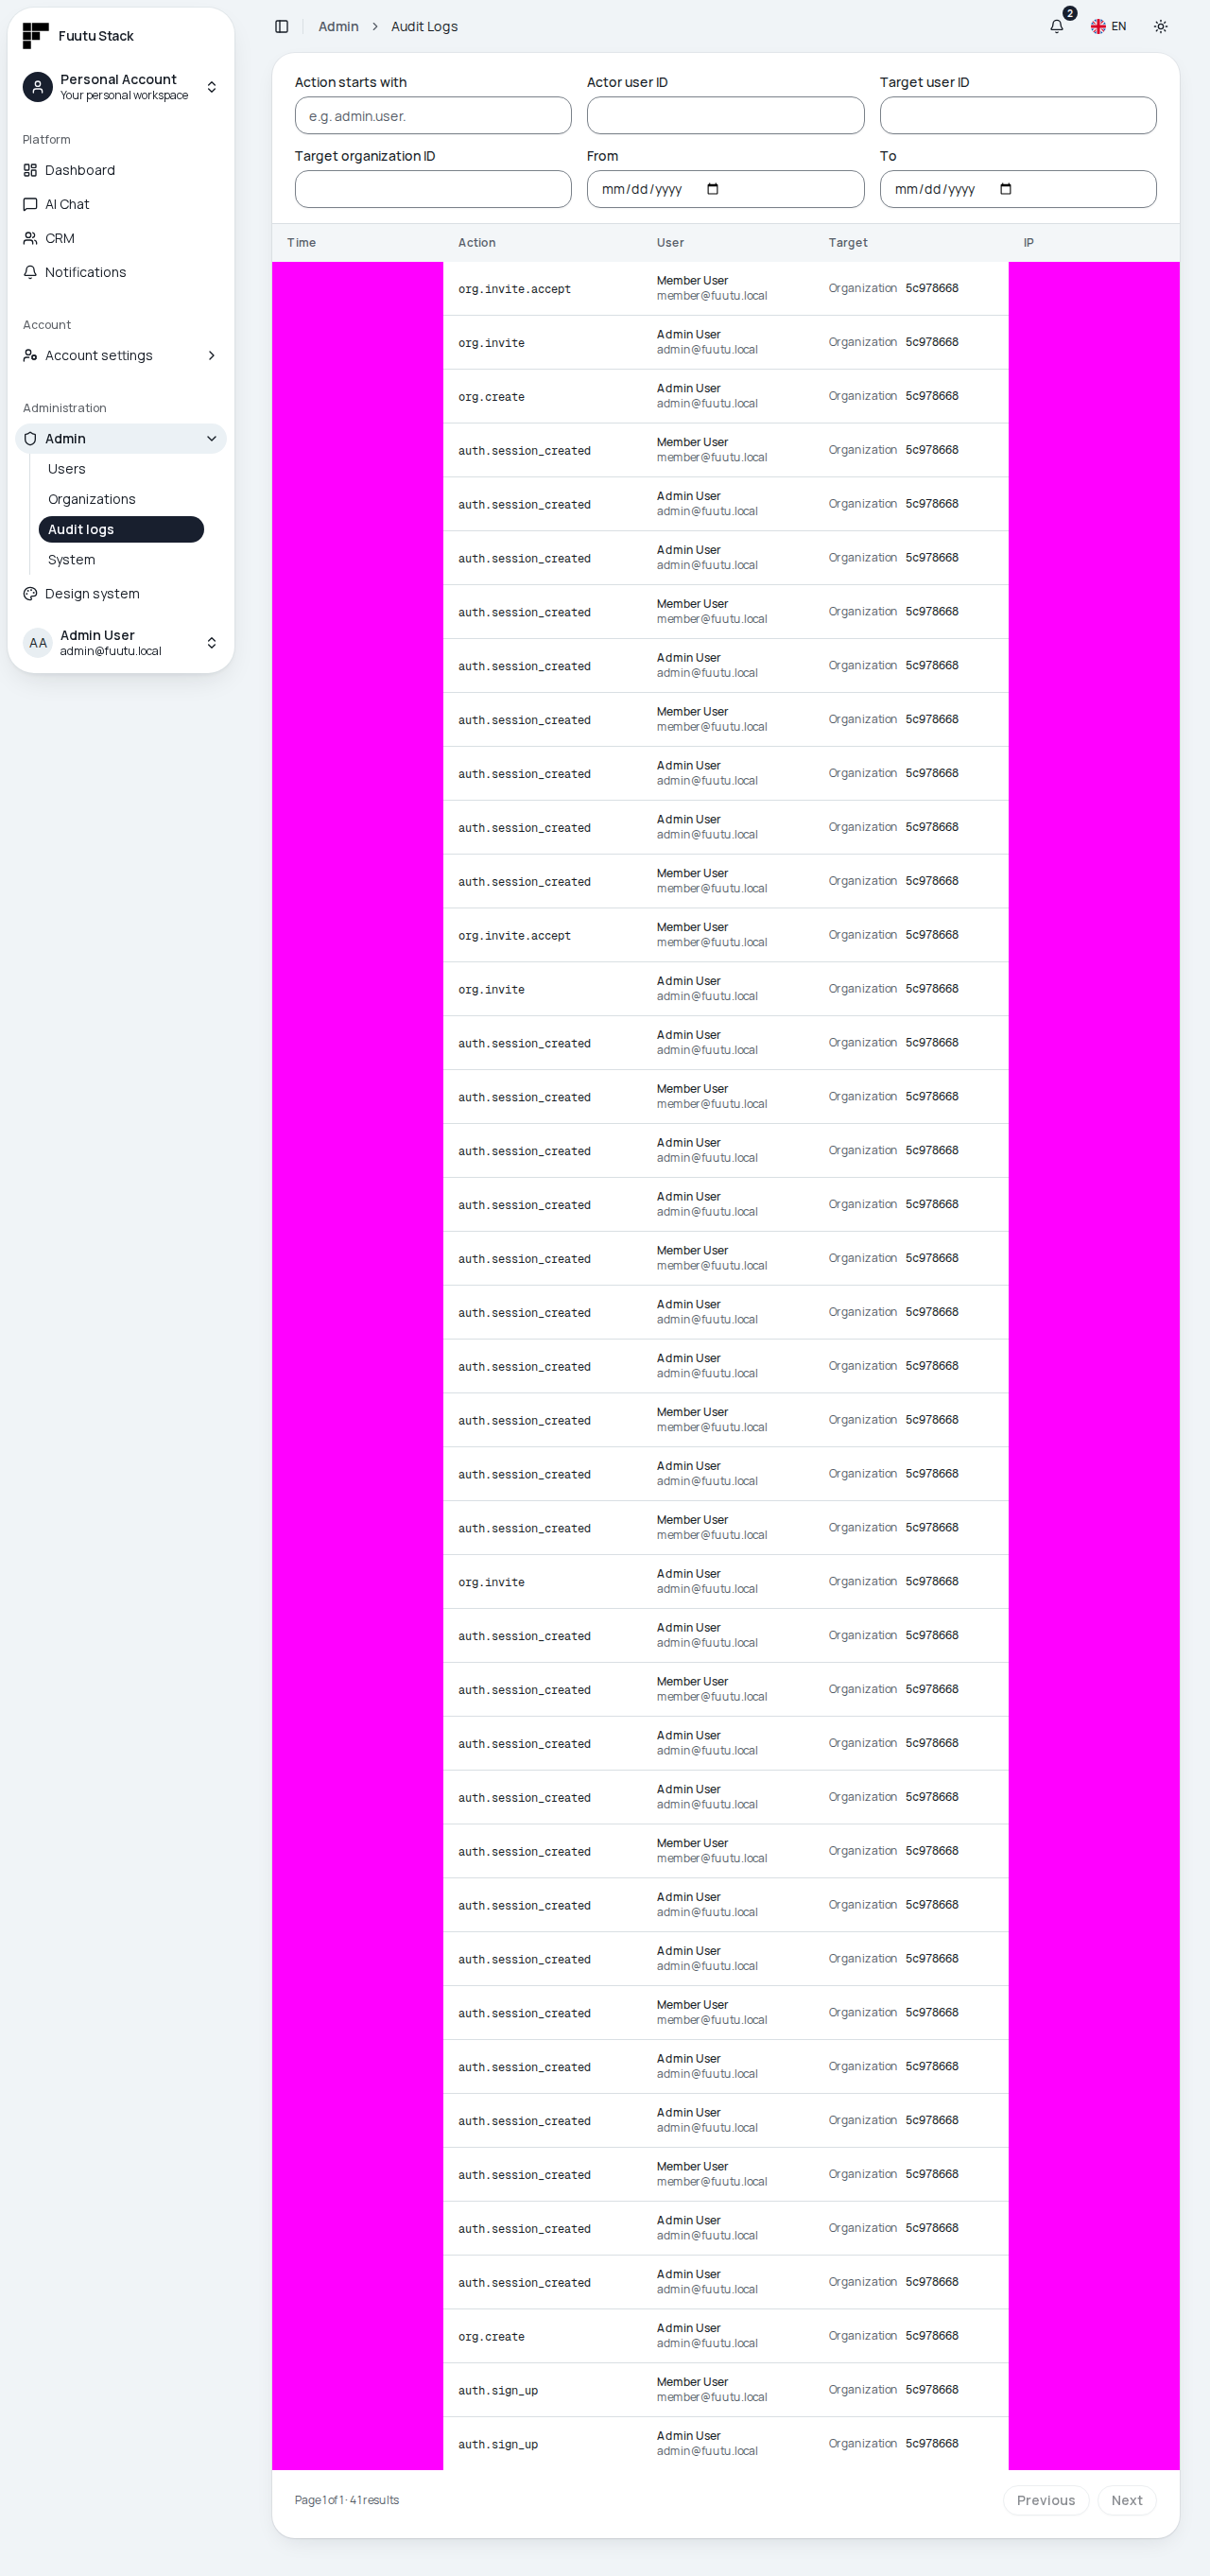 Fuutu Stack
Personal Account
Your personal workspace
Platform
Dashboard
AI Chat
CRM
Notifications
Account
Account settings
Administration
Admin
Users
Organizations
Audit logs
System
Design system
AA
Admin User
admin@fuutu.local
Admin > Audit Logs
2
EN
Action starts with
e.g. admin.user.
Actor user ID
Target user ID
Target organization ID
From
mm/dd/yyyy
To
mm/dd/yyyy
Time Action User Target IP
org.invite.accept Member User Organization 5c978668
member@fuutu.local
org.invite Admin User Organization 5c978668
admin@fuutu.local
org.create Admin User Organization 5c978668
admin@fuutu.local
auth.session_created Member User Organization 5c978668
member@fuutu.local
auth.session_created Admin User Organization 5c978668
admin@fuutu.local
auth.session_created Admin User Organization 5c978668
admin@fuutu.local
auth.session_created Member User Organization 5c978668
member@fuutu.local
auth.session_created Admin User Organization 5c978668
admin@fuutu.local
auth.session_created Member User Organization 5c978668
member@fuutu.local
auth.session_created Admin User Organization 5c978668
admin@fuutu.local
auth.session_created Admin User Organization 5c978668
admin@fuutu.local
auth.session_created Member User Organization 5c978668
member@fuutu.local
org.invite.accept Member User Organization 5c978668
member@fuutu.local
org.invite Admin User Organization 5c978668
admin@fuutu.local
auth.session_created Admin User Organization 5c978668
admin@fuutu.local
auth.session_created Member User Organization 5c978668
member@fuutu.local
auth.session_created Admin User Organization 5c978668
admin@fuutu.local
auth.session_created Admin User Organization 5c978668
admin@fuutu.local
auth.session_created Member User Organization 5c978668
member@fuutu.local
auth.session_created Admin User Organization 5c978668
admin@fuutu.local
auth.session_created Admin User Organization 5c978668
admin@fuutu.local
auth.session_created Member User Organization 5c978668
member@fuutu.local
auth.session_created Admin User Organization 5c978668
admin@fuutu.local
auth.session_created Member User Organization 5c978668
member@fuutu.local
org.invite Admin User Organization 5c978668
admin@fuutu.local
auth.session_created Admin User Organization 5c978668
admin@fuutu.local
auth.session_created Member User Organization 5c978668
member@fuutu.local
auth.session_created Admin User Organization 5c978668
admin@fuutu.local
auth.session_created Admin User Organization 5c978668
admin@fuutu.local
auth.session_created Member User Organization 5c978668
member@fuutu.local
auth.session_created Admin User Organization 5c978668
admin@fuutu.local
auth.session_created Admin User Organization 5c978668
admin@fuutu.local
auth.session_created Member User Organization 5c978668
member@fuutu.local
auth.session_created Admin User Organization 5c978668
admin@fuutu.local
auth.session_created Admin User Organization 5c978668
admin@fuutu.local
auth.session_created Member User Organization 5c978668
member@fuutu.local
auth.session_created Admin User Organization 5c978668
admin@fuutu.local
auth.session_created Admin User Organization 5c978668
admin@fuutu.local
org.create Admin User Organization 5c978668
admin@fuutu.local
auth.sign_up Member User Organization 5c978668
member@fuutu.local
auth.sign_up Admin User Organization 5c978668
admin@fuutu.local
Page 1 of 1 · 41 results
Previous Next